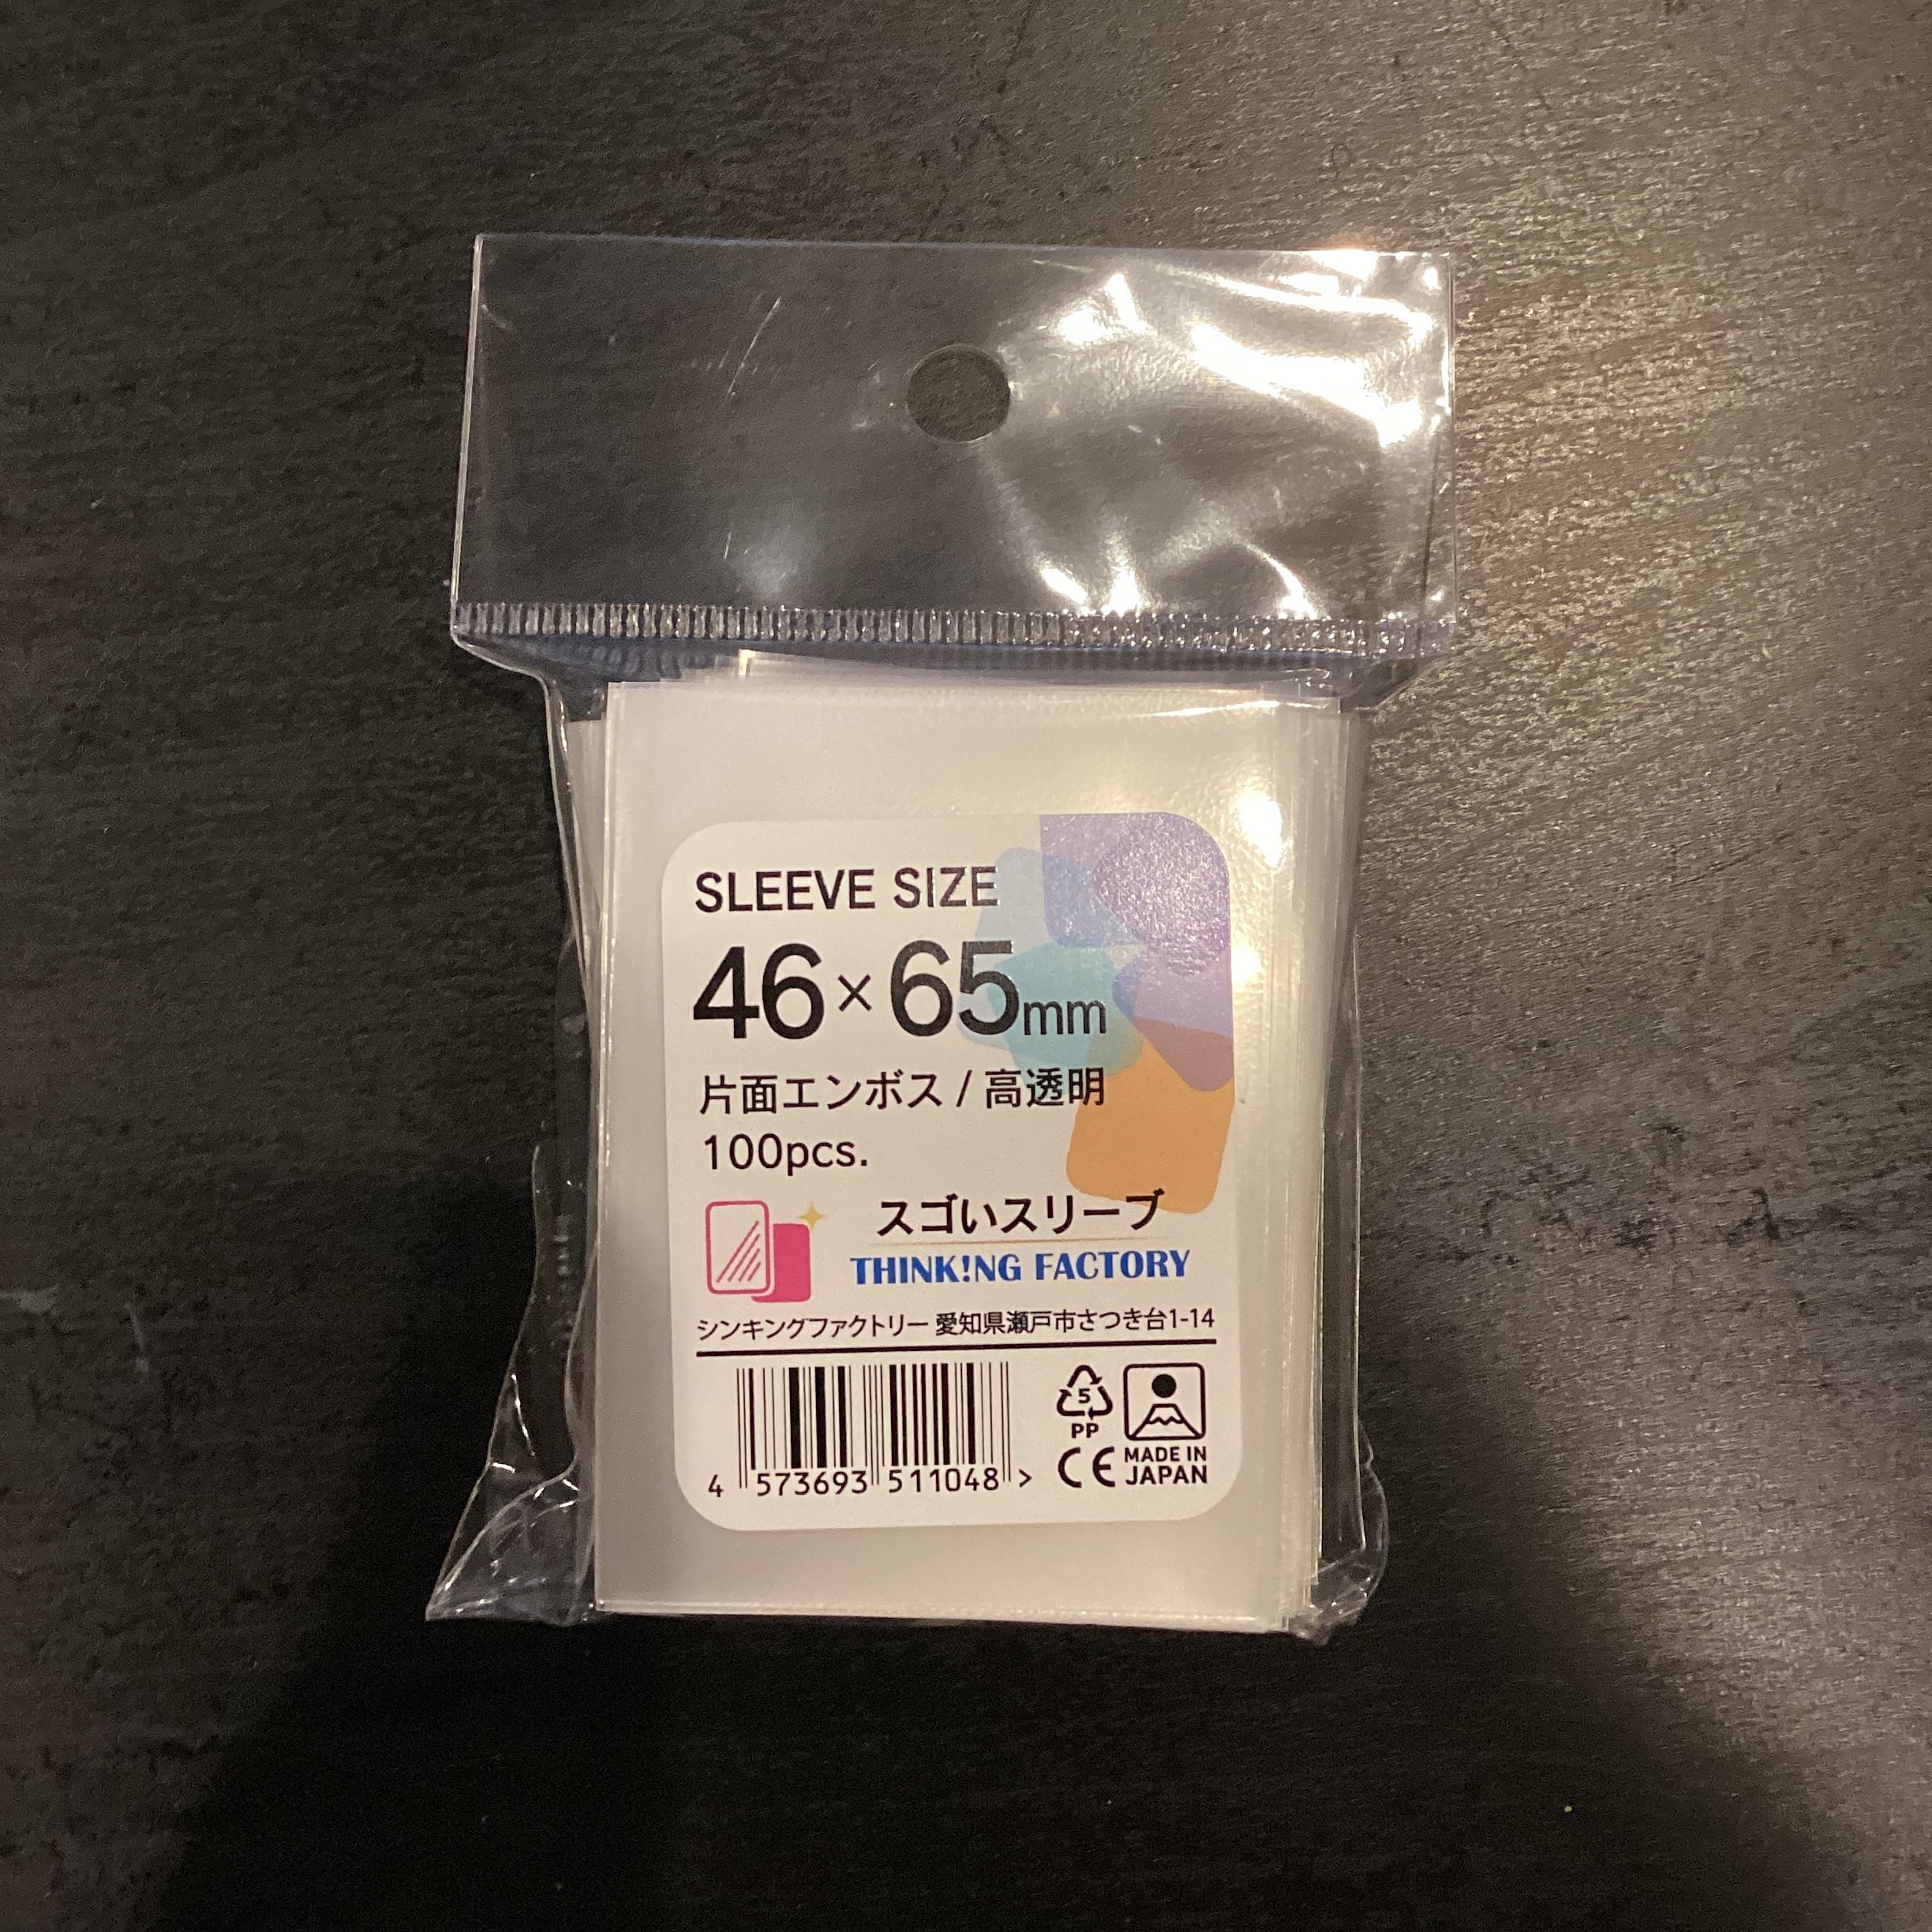 SLEEVE SIZE
46×65mm
片面エンボス / 高透明
100pcs.
スゴいスリーブ
THINK!NG FACTORY
シンキングファクトリー 愛知県瀬戸市さつき台1-14
4 573693 511048 >
5
PP
CE
MADE IN
JAPAN